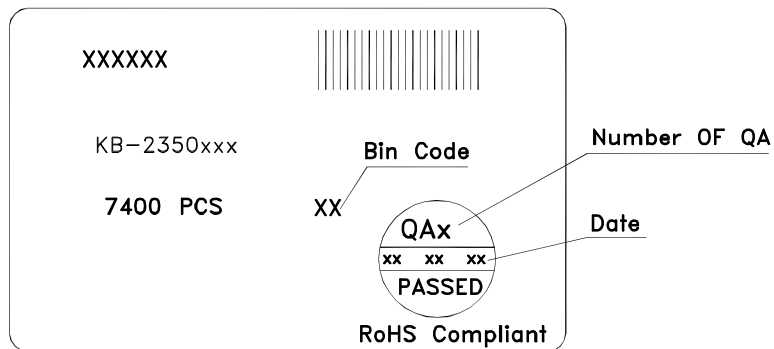 XXXXXX
KB-2350xxx
Bin Code
Number OF QA
7400 PCS
XX
QAx
Date
xx xx xx
PASSED
RoHS Compliant